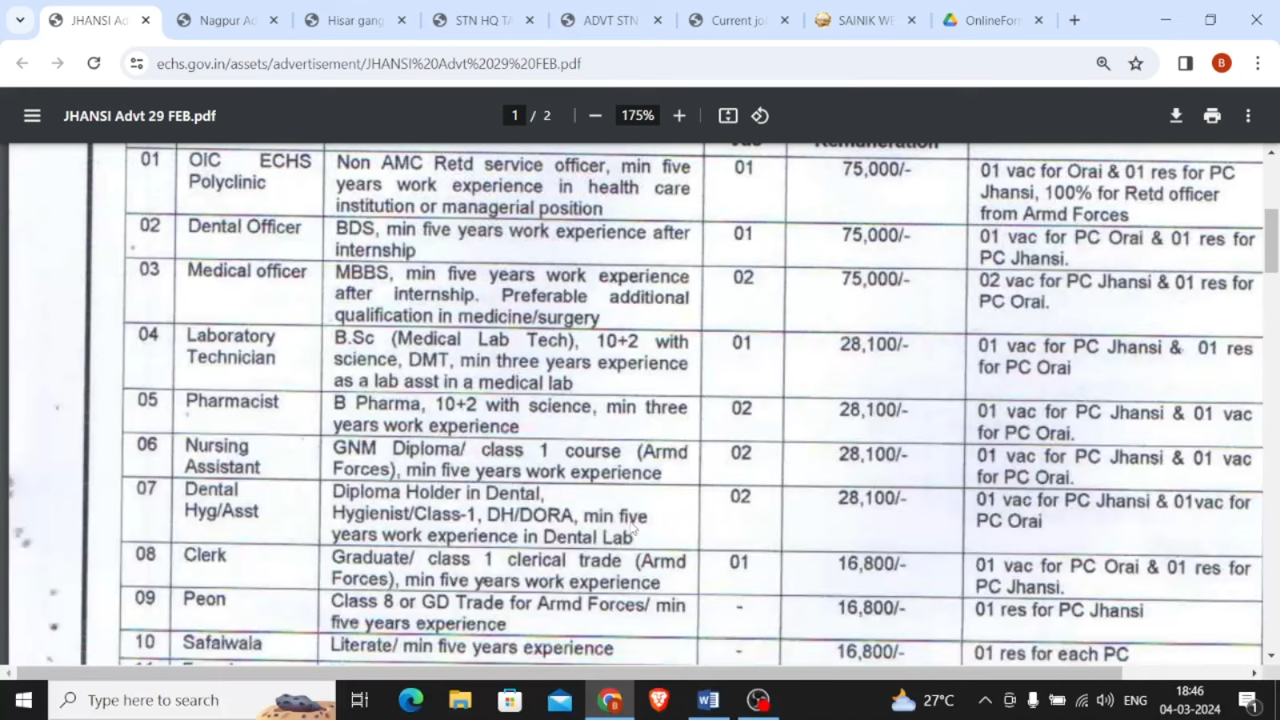 JHANSI Ad
Nagpur Ad
Hisar gang
STN HQ TA
ADVT STN
Current jo
SAINIK WE
OnlineFor
echs.gov.in/assets/advertisement/JHANSI%20Advt%2029%20FEB.pdf
B
JHANSI Advt 29 FEB.pdf
1 / 2
175%
Remuneration
01 OIC ECHS Polyclinic
Non AMC Retd service officer, min five
years work experience in health care
institution or managerial position
01
75,000/-
01 vac for Orai & 01 res for PC
Jhansi, 100% for Retd officer
from Armd Forces
02 Dental Officer
BDS, min five years work experience after
internship
01
75,000/-
01 vac for PC Orai & 01 res for
PC Jhansi.
03 Medical officer
MBBS, min five years work experience
after internship. Preferable additional
qualification in medicine/surgery
02
75,000/-
02 vac for PC Jhansi & 01 res for
PC Orai.
04 Laboratory
Technician
B.Sc (Medical Lab Tech), 10+2 with
science, DMT, min three years experience
as a lab asst in a medical lab
01
28,100/-
01 vac for PC Jhansi & 01 res
for PC Orai
05 Pharmacist
B Pharma, 10+2 with science, min three
years work experience
02
28,100/-
01 vac for PC Jhansi & 01 vac
for PC Orai.
06 Nursing
Assistant
GNM Diploma/ class 1 course (Armd
Forces), min five years work experience
02
28,100/-
01 vac for PC Jhansi & 01 vac
for PC Orai.
07 Dental
Hyg/Asst
Diploma Holder in Dental,
Hygienist/Class-1, DH/DORA, min five
years work experience in Dental Lab
02
28,100/-
01 vac for PC Jhansi & 01vac for
PC Orai
08 Clerk
Graduate/ class 1 clerical trade (Armd
Forces), min five years work experience
01
16,800/-
01 vac for PC Orai & 01 res for
PC Jhansi.
09 Peon
Class 8 or GD Trade for Armd Forces/ min
five years experience
-
16,800/-
01 res for PC Jhansi
10 Safaiwala
Literate/ min five years experience
-
16,800/-
01 res for each PC
Type here to search
27°C
ENG
18:46
04-03-2024
1